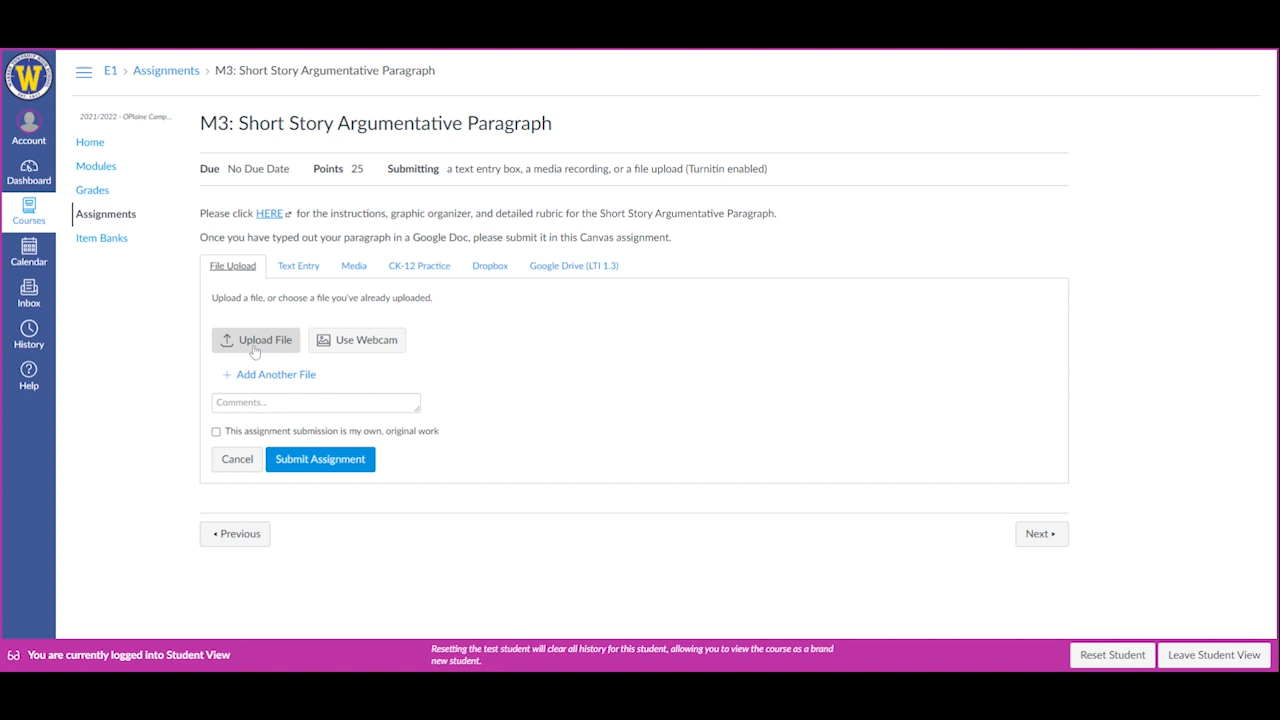 W
E1 › Assignments › M3: Short Story Argumentative Paragraph
Account
Dashboard
Courses
Calendar
Inbox
History
Help
2021/2022 - OPlaine Camp...
Home
Modules
Grades
Assignments
Item Banks
M3: Short Story Argumentative Paragraph
Due No Due Date Points 25 Submitting a text entry box, a media recording, or a file upload (Turnitin enabled)
Please click HERE for the instructions, graphic organizer, and detailed rubric for the Short Story Argumentative Paragraph.
Once you have typed out your paragraph in a Google Doc, please submit it in this Canvas assignment.
File Upload Text Entry Media CK-12 Practice Dropbox Google Drive (LTI 1.3)
Upload a file, or choose a file you've already uploaded.
Upload File Use Webcam
+ Add Another File
Comments...
This assignment submission is my own, original work
Cancel Submit Assignment
Previous Next
You are currently logged into Student View
Resetting the test student will clear all history for this student, allowing you to view the course as a brand
new student.
Reset Student Leave Student View